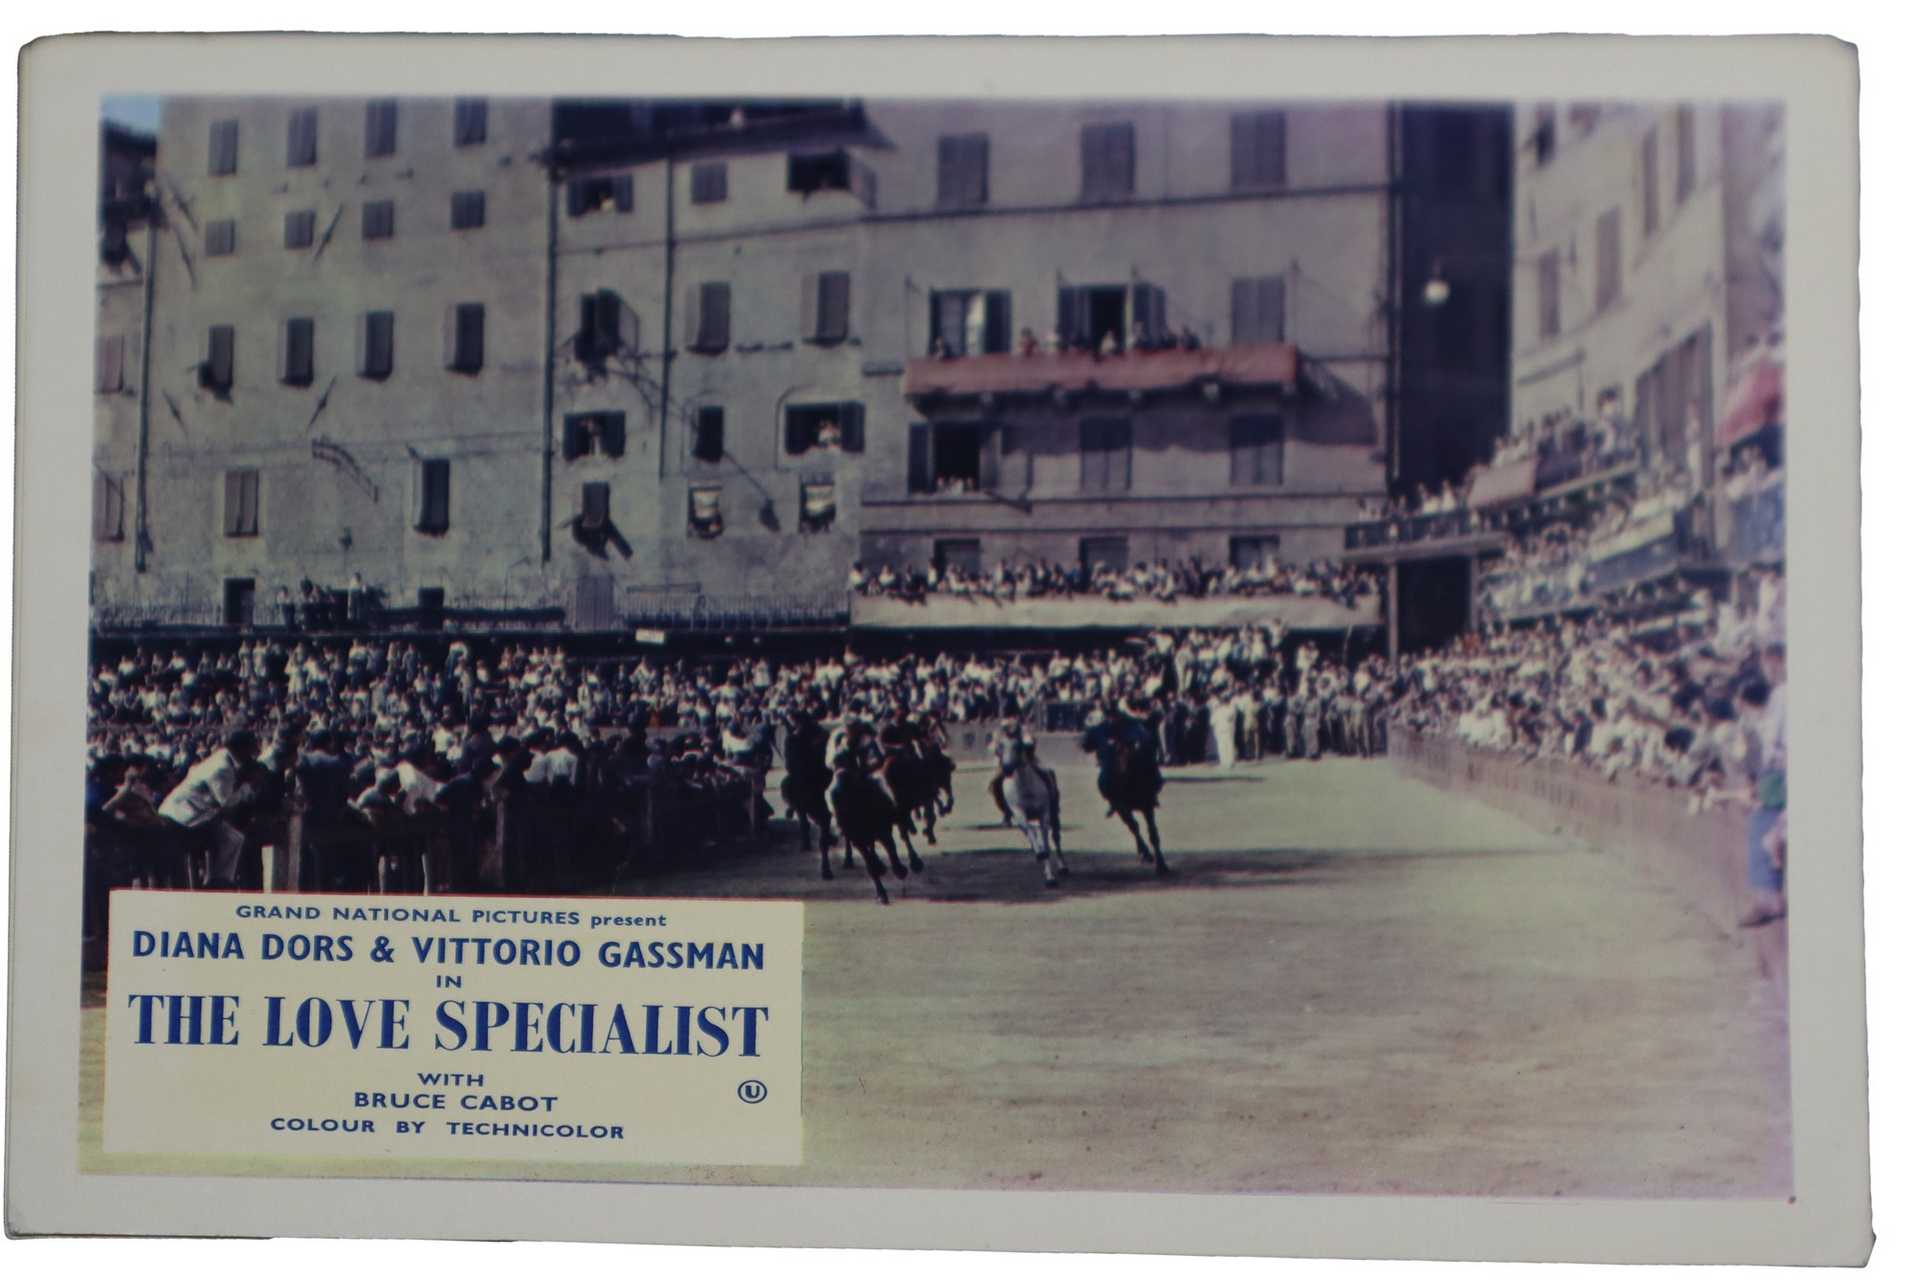 GRAND NATIONAL PICTURES present
DIANA DORS & VITTORIO GASSMAN
IN
THE LOVE SPECIALIST
WITH
BRUCE CABOT
U
COLOUR BY TECHNICOLOR